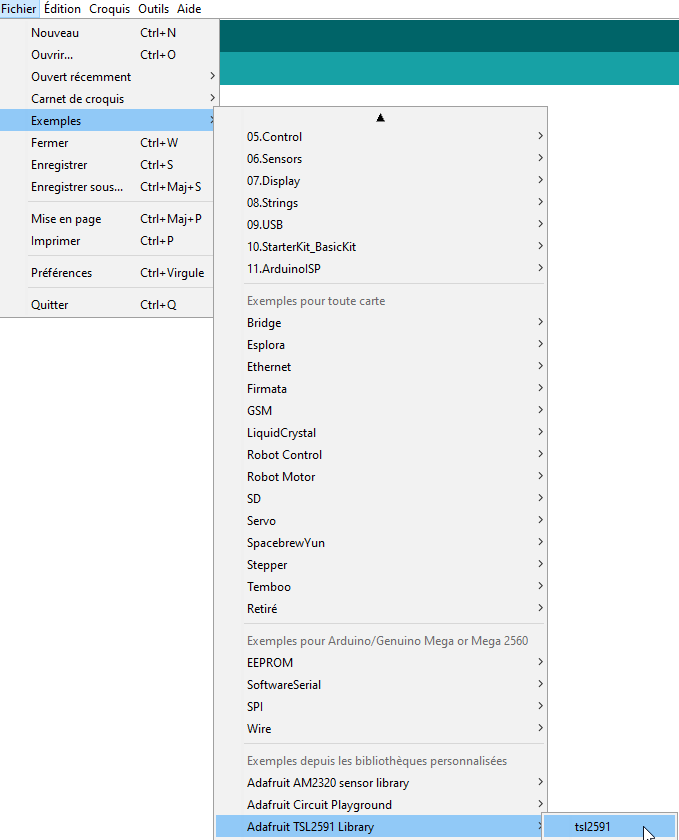 Fichier Édition Croquis Outils Aide
Nouveau Ctrl+N
Ouvrir... Ctrl+O
Ouvert récemment
Carnet de croquis
Exemples
Fermer Ctrl+W
Enregistrer Ctrl+S
Enregistrer sous... Ctrl+Maj+S
Mise en page Ctrl+Maj+P
Imprimer Ctrl+P
Préférences Ctrl+Virgule
Quitter Ctrl+Q
05.Control
06.Sensors
07.Display
08.Strings
09.USB
10.StarterKit_BasicKit
11.ArduinoISP
Exemples pour toute carte
Bridge
Esplora
Ethernet
Firmata
GSM
LiquidCrystal
Robot Control
Robot Motor
SD
Servo
SpacebrewYun
Stepper
Temboo
Retiré
Exemples pour Arduino/Genuino Mega or Mega 2560
EEPROM
SoftwareSerial
SPI
Wire
Exemples depuis les bibliothèques personnalisées
Adafruit AM2320 sensor library
Adafruit Circuit Playground
Adafruit TSL2591 Library
tsl2591